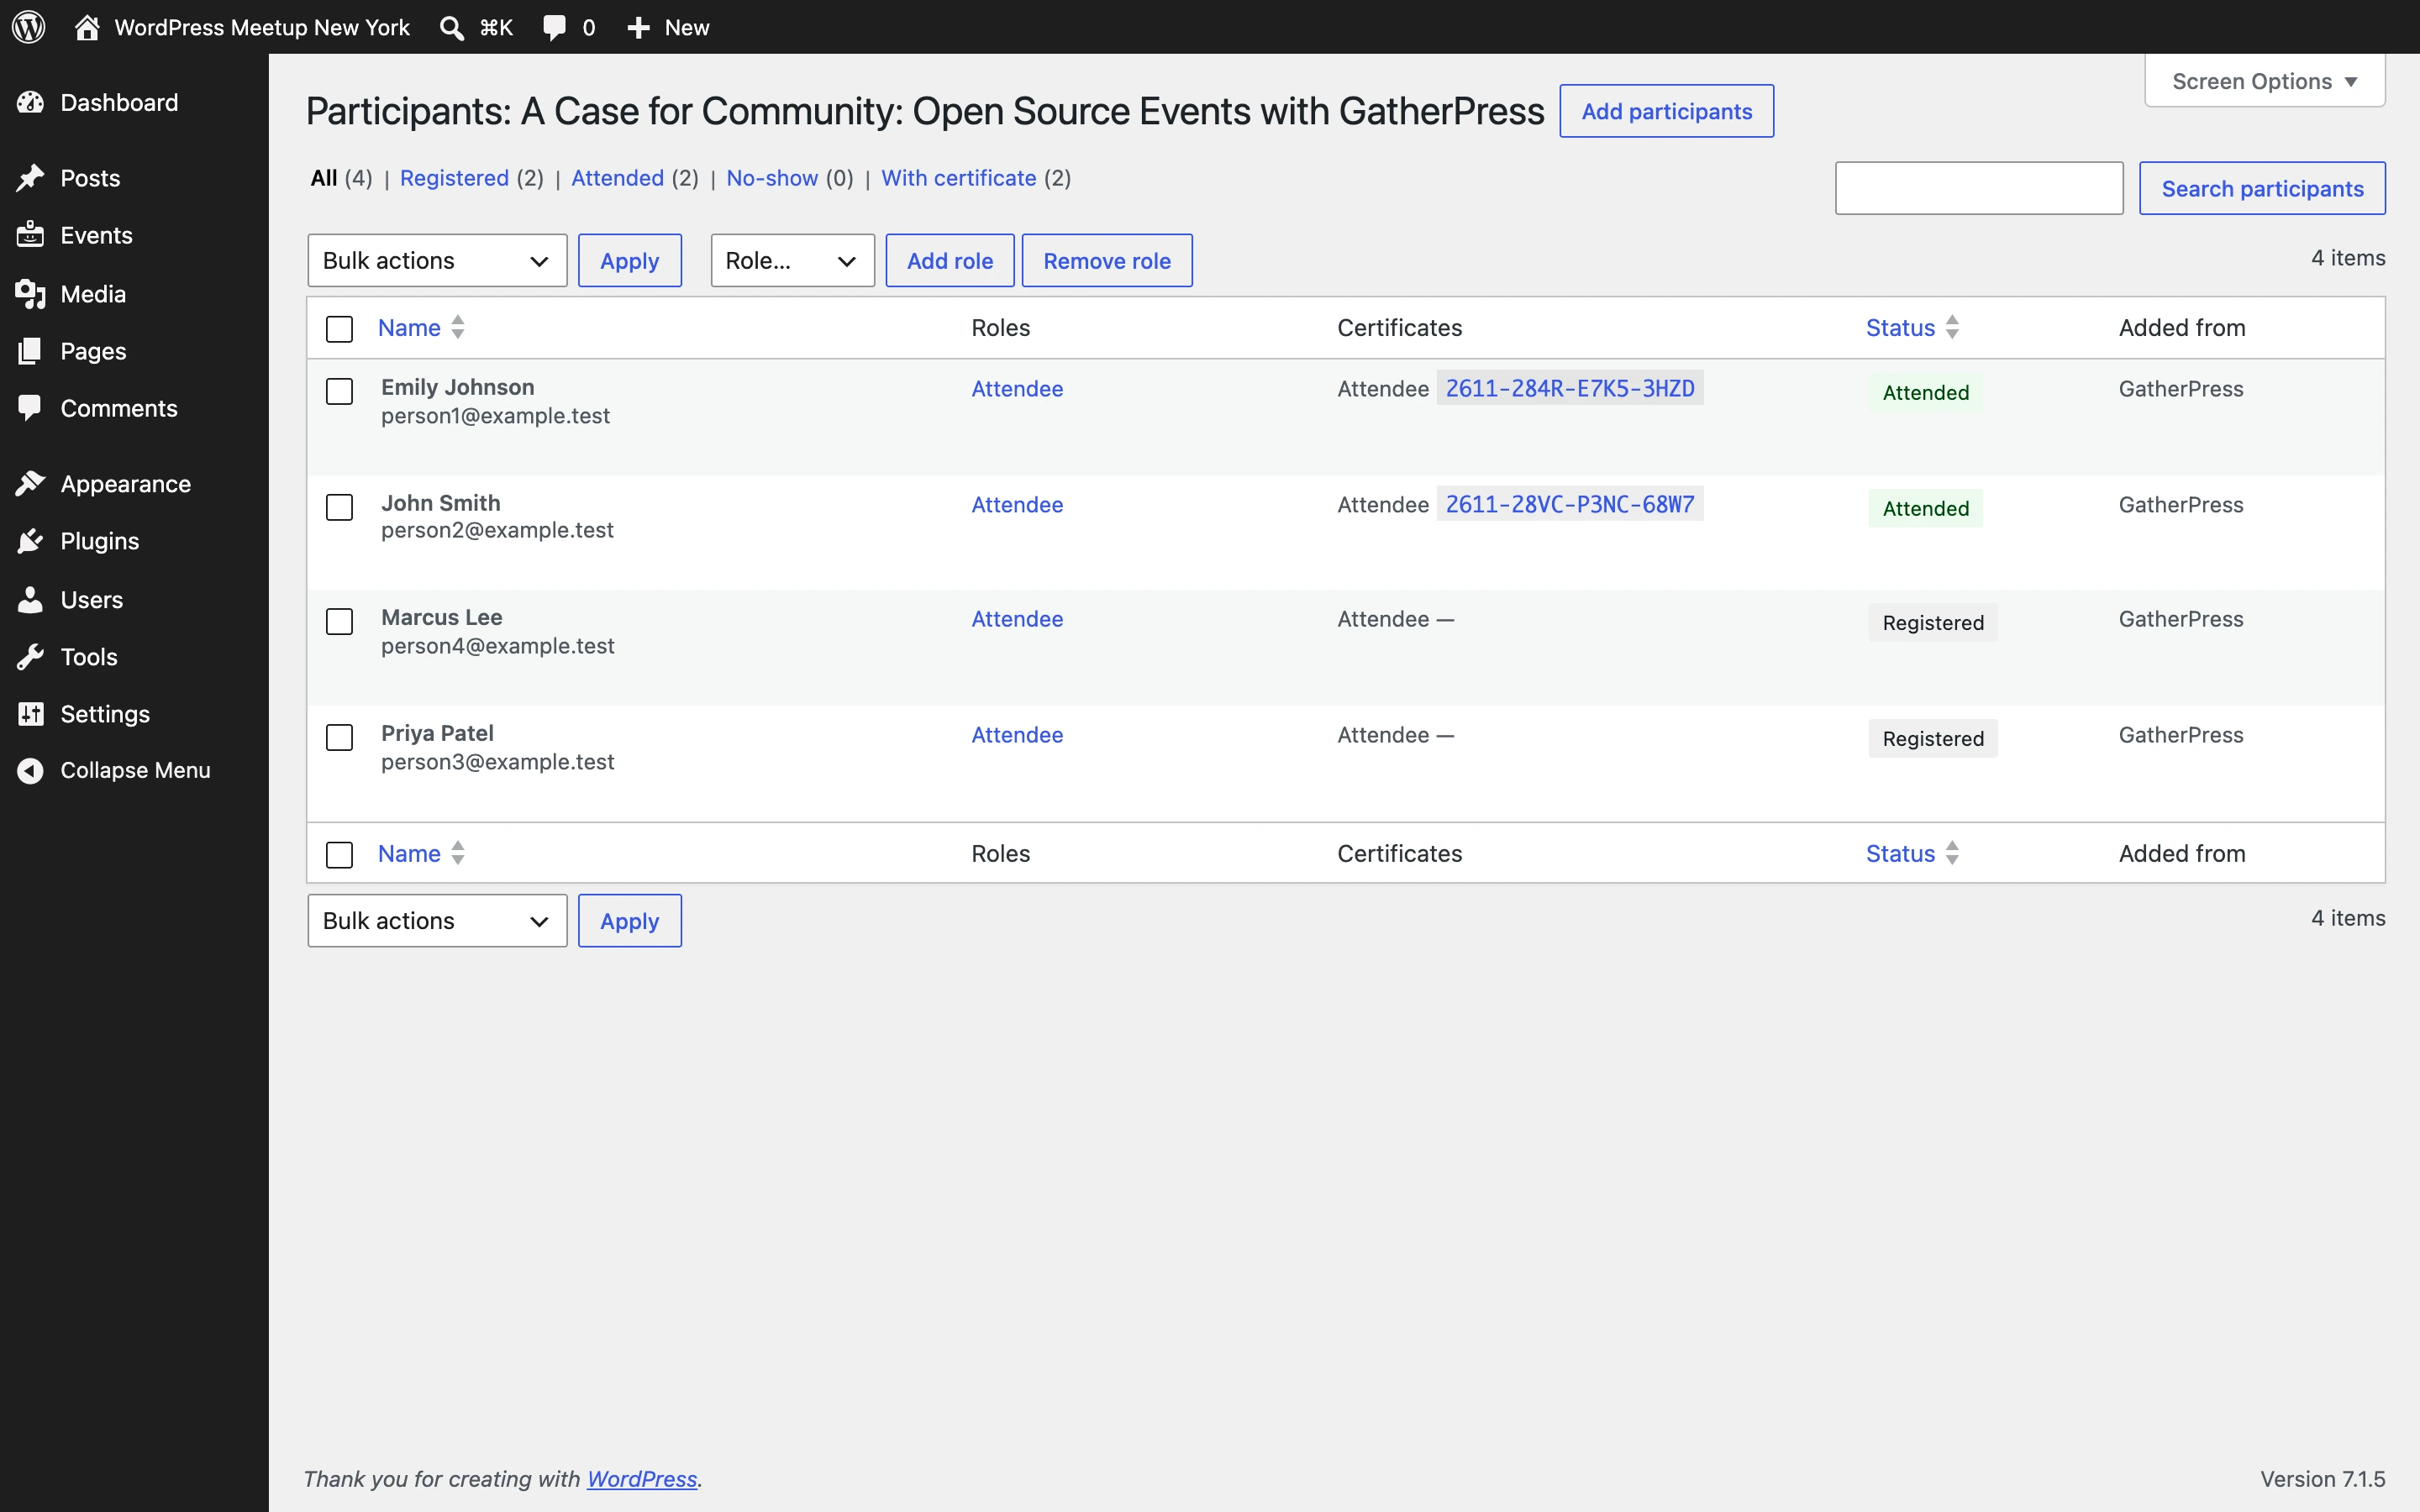 WordPress Meetup New York ⌘K 0 New
Screen Options
Dashboard
Posts
Events
Media
Pages
Comments
Appearance
Plugins
Users
Tools
Settings
Collapse Menu
Participants: A Case for Community: Open Source Events with GatherPress Add participants
All (4) | Registered (2) | Attended (2) | No-show (0) | With certificate (2)
Search participants
Bulk actions Apply Role... Add role Remove role
4 items
Name Roles Certificates Status Added from
Emily Johnson Attendee Attendee 2611-284R-E7K5-3HZD Attended GatherPress
person1@example.test
John Smith Attendee Attendee 2611-28VC-P3NC-68W7 Attended GatherPress
person2@example.test
Marcus Lee Attendee Attendee — Registered GatherPress
person4@example.test
Priya Patel Attendee Attendee — Registered GatherPress
person3@example.test
Name Roles Certificates Status Added from
Bulk actions Apply
4 items
Thank you for creating with WordPress.
Version 7.1.5